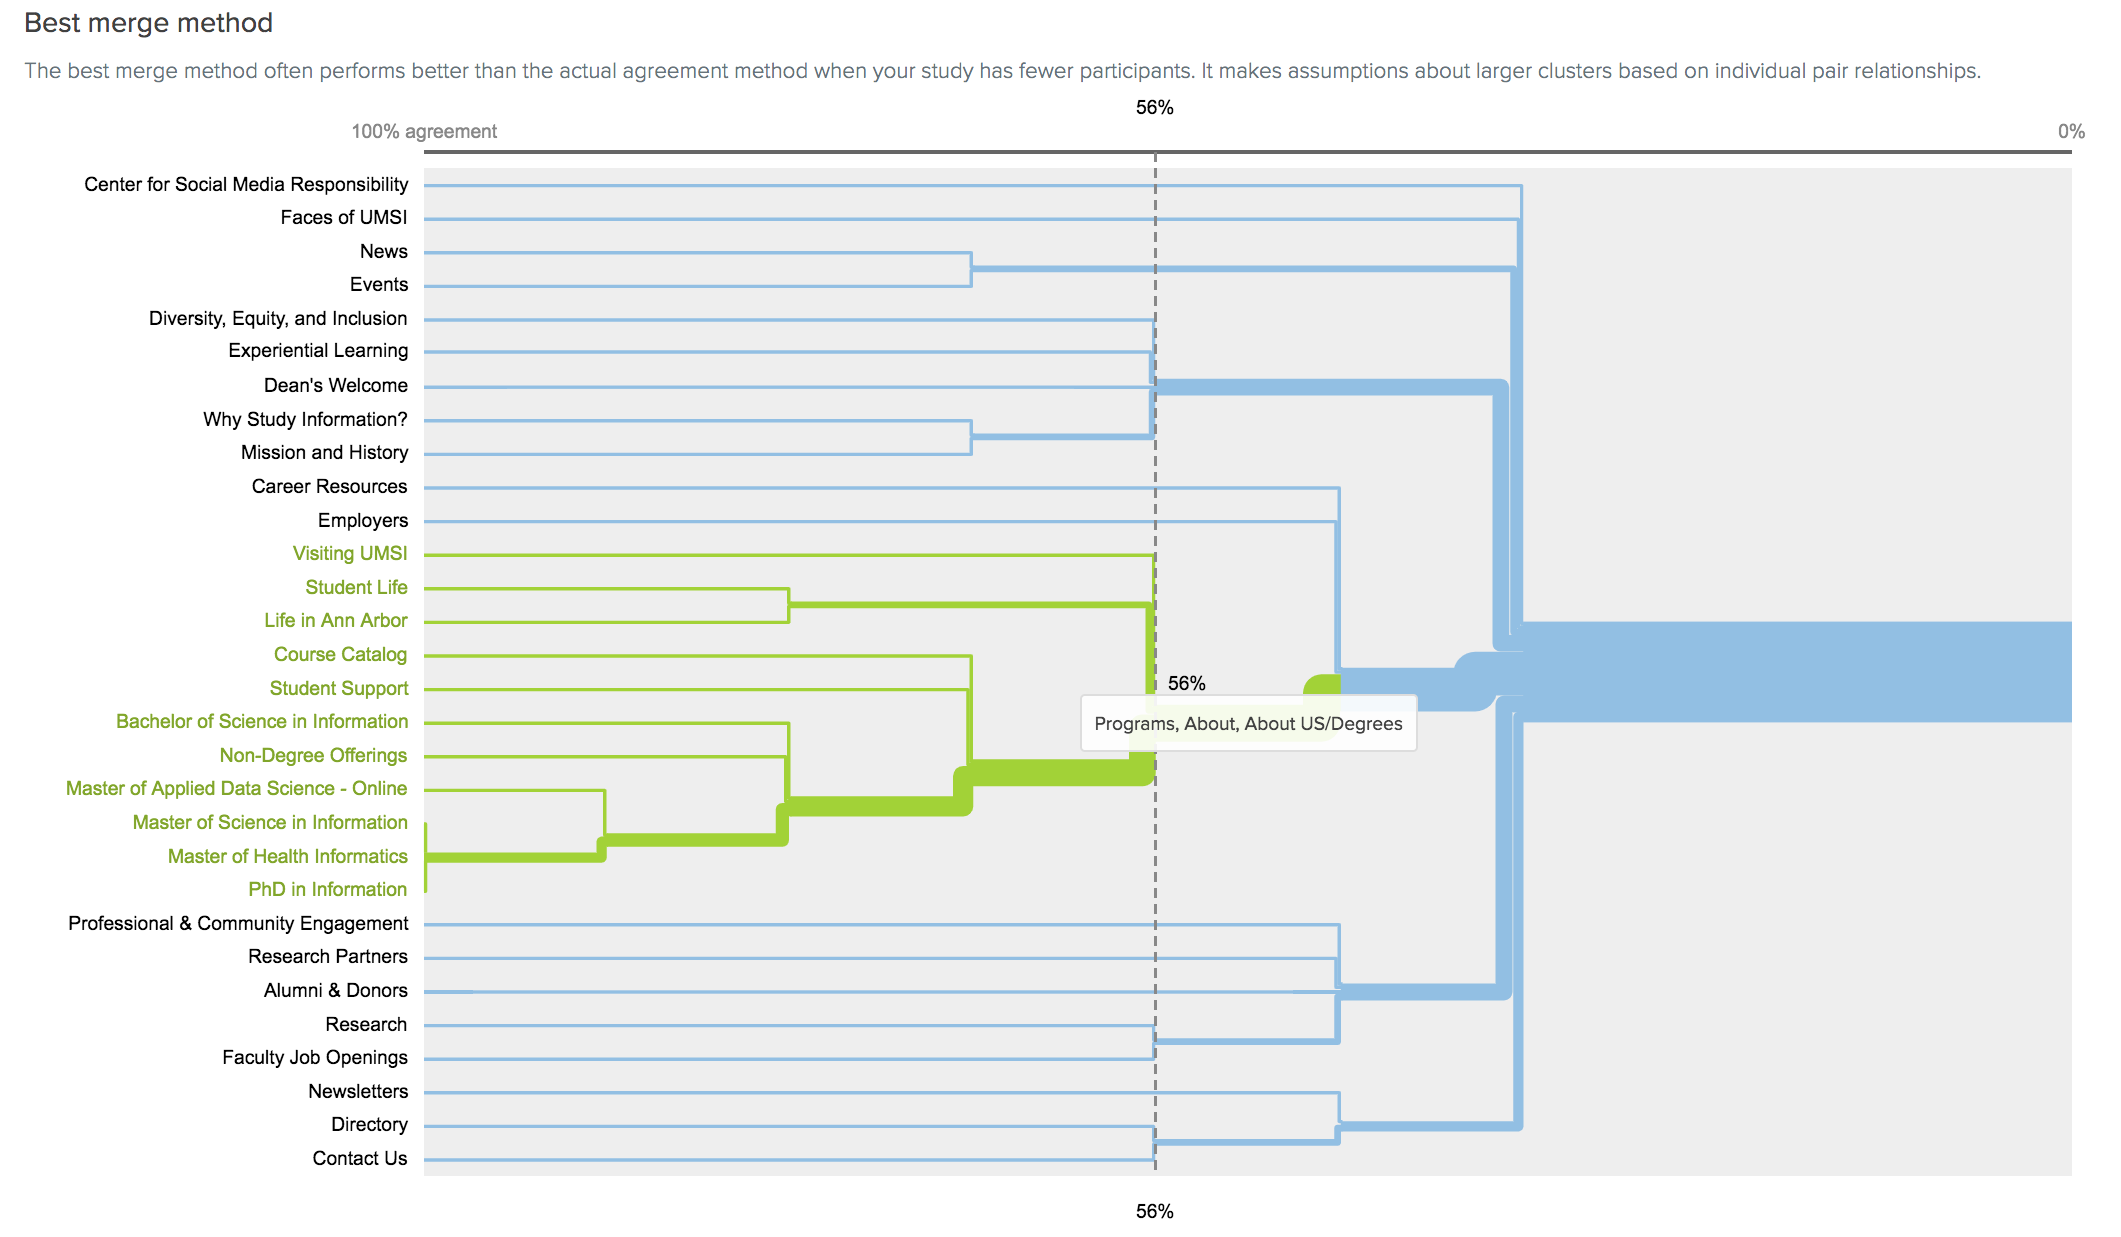 Best merge method
The best merge method often performs better than the actual agreement method when your study has fewer participants. It makes assumptions about larger clusters based on individual pair relationships.
56%
100% agreement
0%
Center for Social Media Responsibility
Faces of UMSI
News
Events
Diversity, Equity, and Inclusion
Experiential Learning
Dean's Welcome
Why Study Information?
Mission and History
Career Resources
Employers
Visiting UMSI
Student Life
Life in Ann Arbor
Course Catalog
Student Support
56%
Programs, About, About US/Degrees
Bachelor of Science in Information
Non-Degree Offerings
Master of Applied Data Science - Online
Master of Science in Information
Master of Health Informatics
PhD in Information
Professional & Community Engagement
Research Partners
Alumni & Donors
Research
Faculty Job Openings
Newsletters
Directory
Contact Us
56%